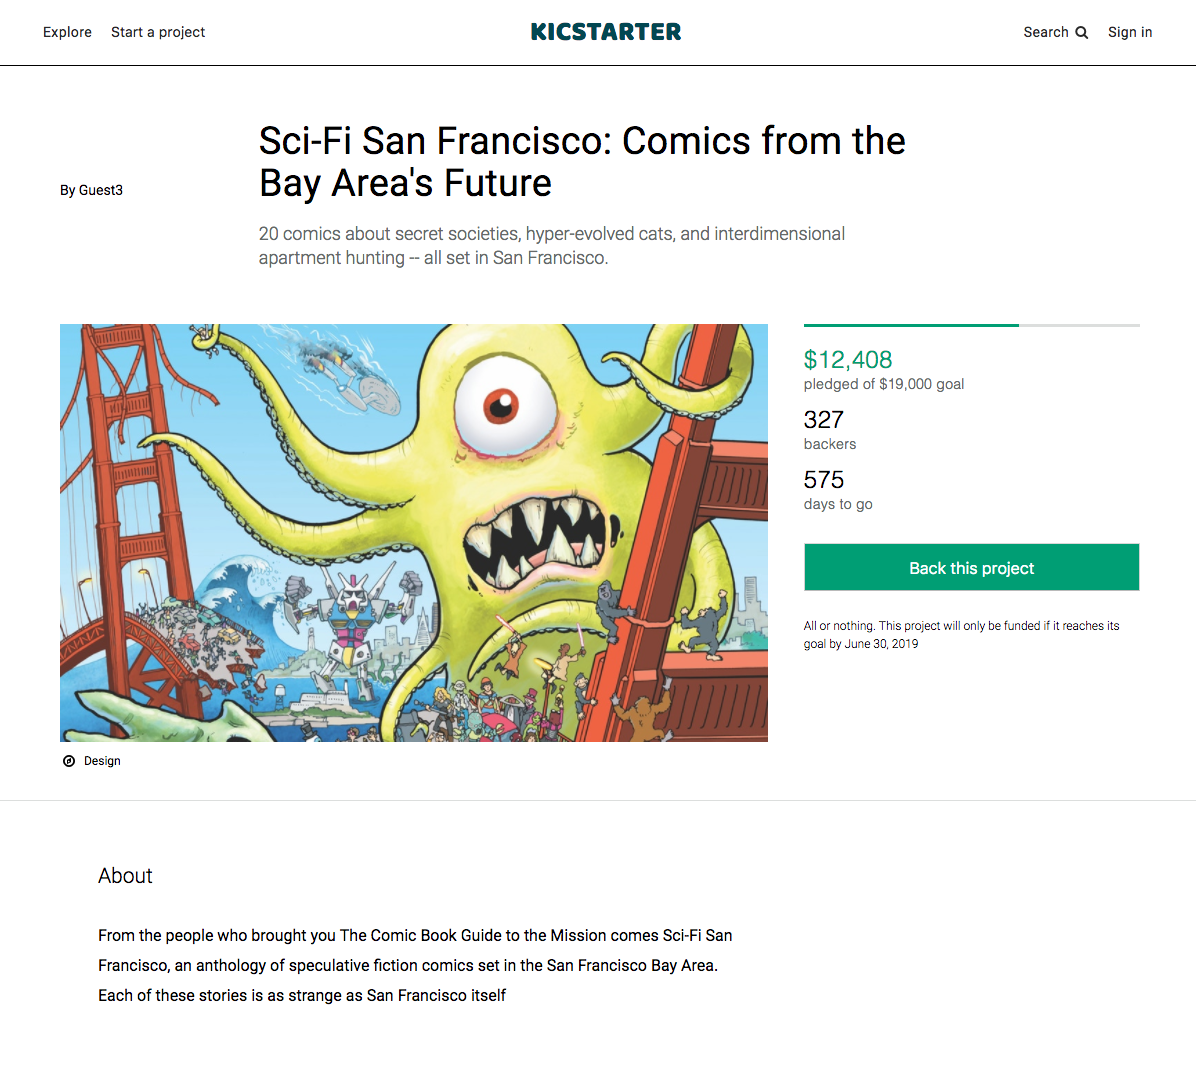 Explore Start a project KICSTARTER Search Sign in
Sci-Fi San Francisco: Comics from the
Bay Area's Future
By Guest3
20 comics about secret societies, hyper-evolved cats, and interdimensional
apartment hunting -- all set in San Francisco.
$12,408
pledged of $19,000 goal
327
backers
575
days to go
Back this project
All or nothing. This project will only be funded if it reaches its
goal by June 30, 2019
Design
About
From the people who brought you The Comic Book Guide to the Mission comes Sci-Fi San
Francisco, an anthology of speculative fiction comics set in the San Francisco Bay Area.
Each of these stories is as strange as San Francisco itself